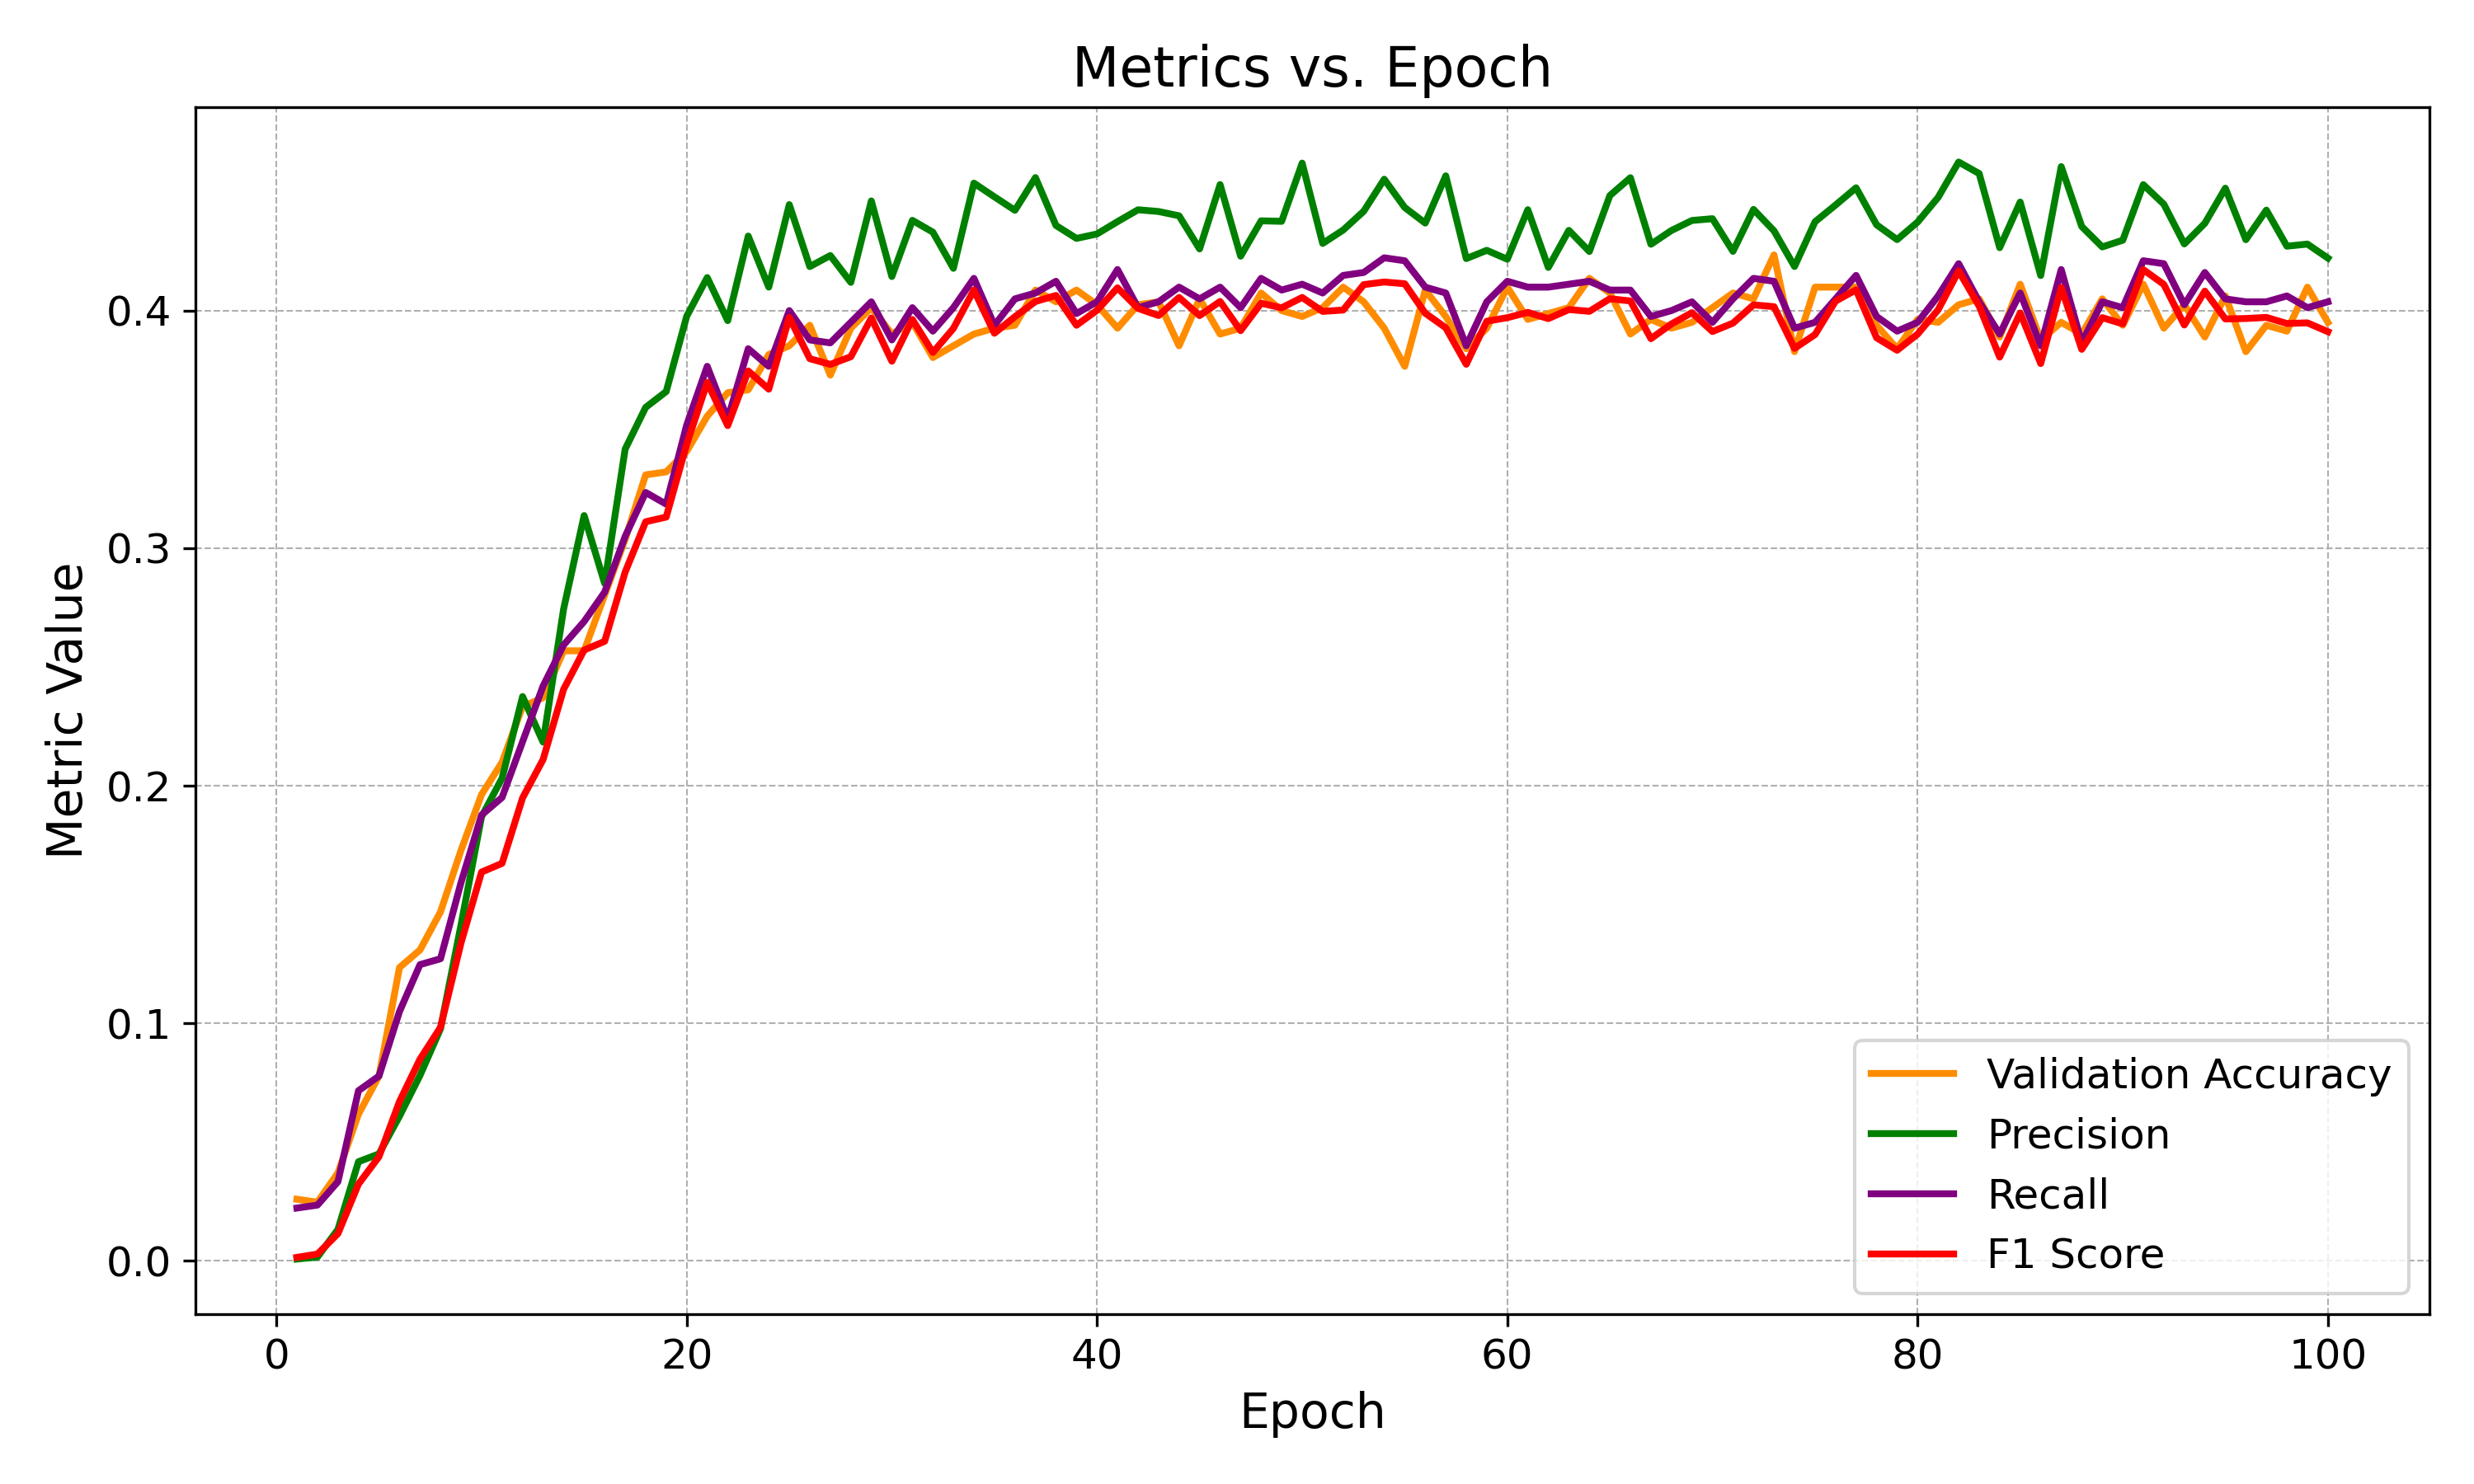 Metrics vs. Epoch
Metric Value
0.4
0.3
0.2
0.1
0.0
0 20 40 60 80 100
Epoch
Validation Accuracy
Precision
Recall
F1 Score